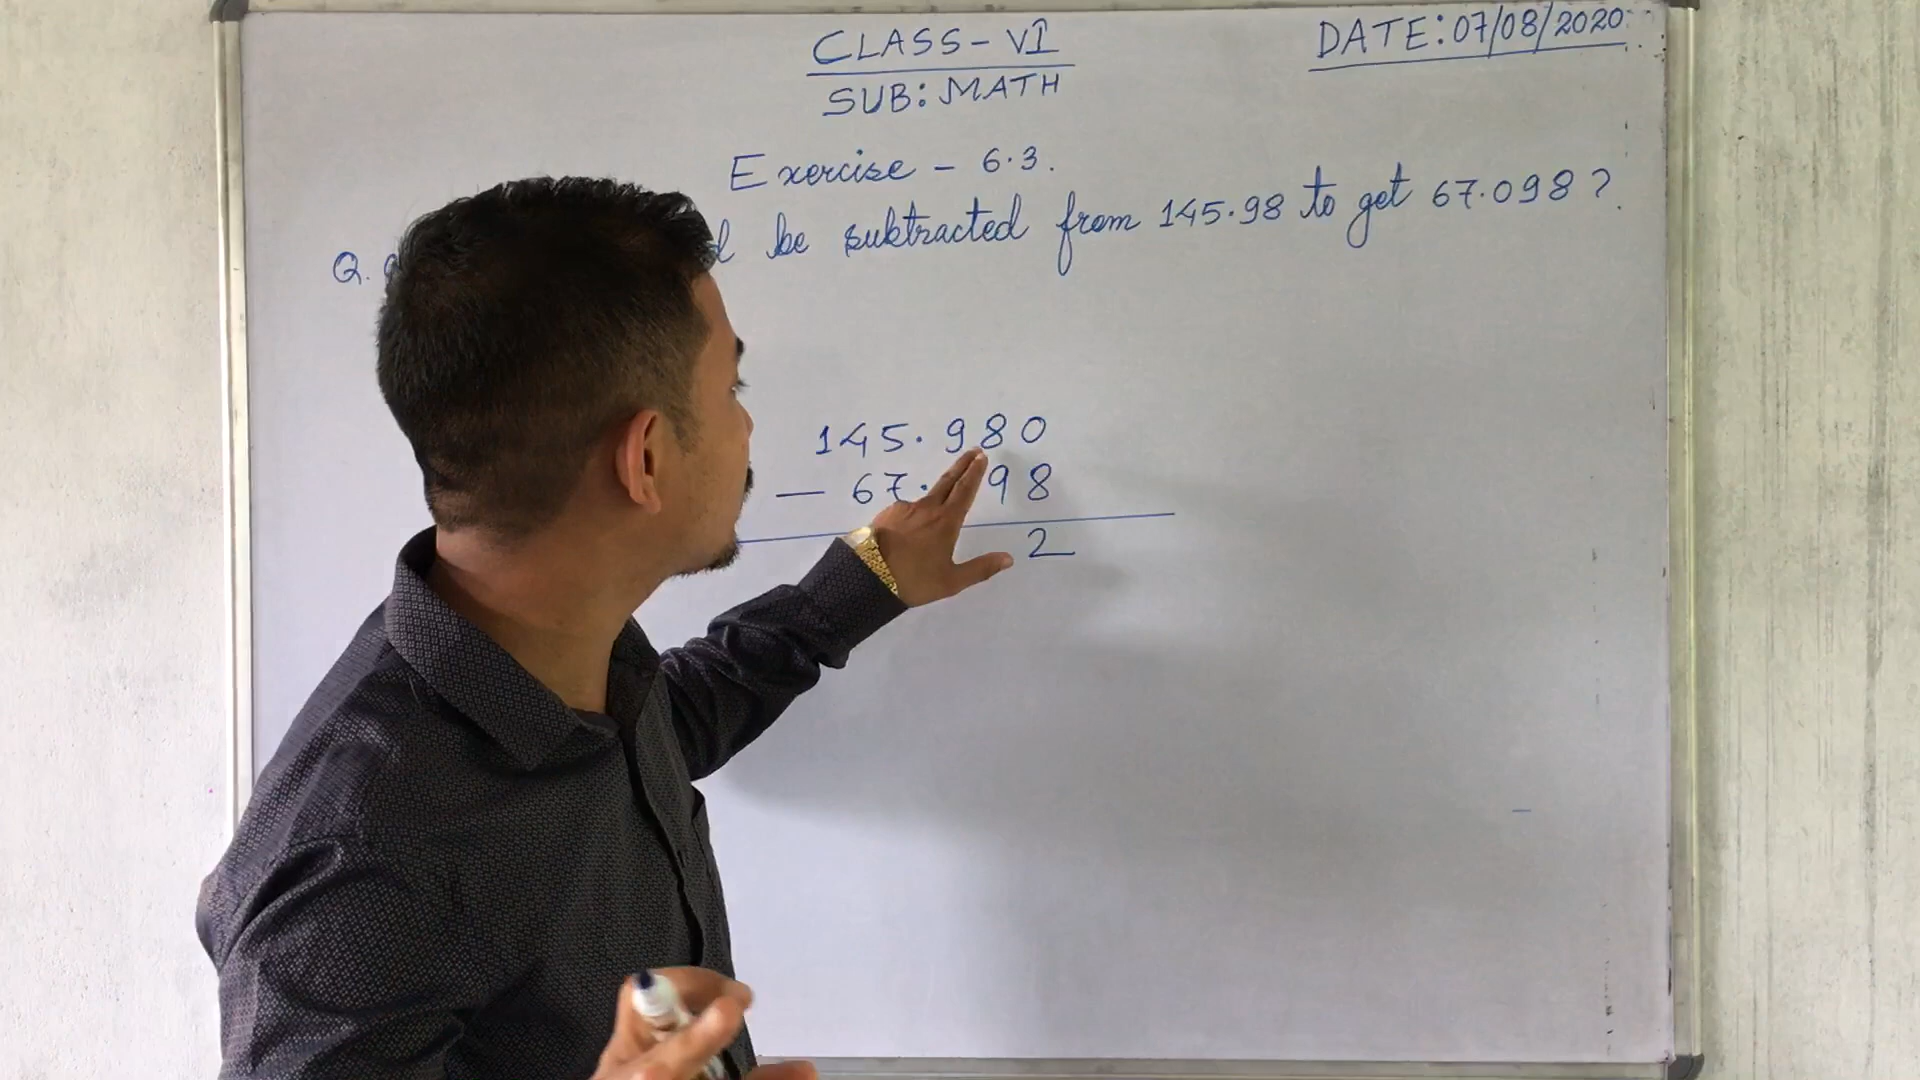 CLASS - VI
DATE: 07/08/2020
SUB: MATH
Exercise - 6.3.
Q. be subtracted from 145.98 to get 67.098?
145.980
- 67. 98
2